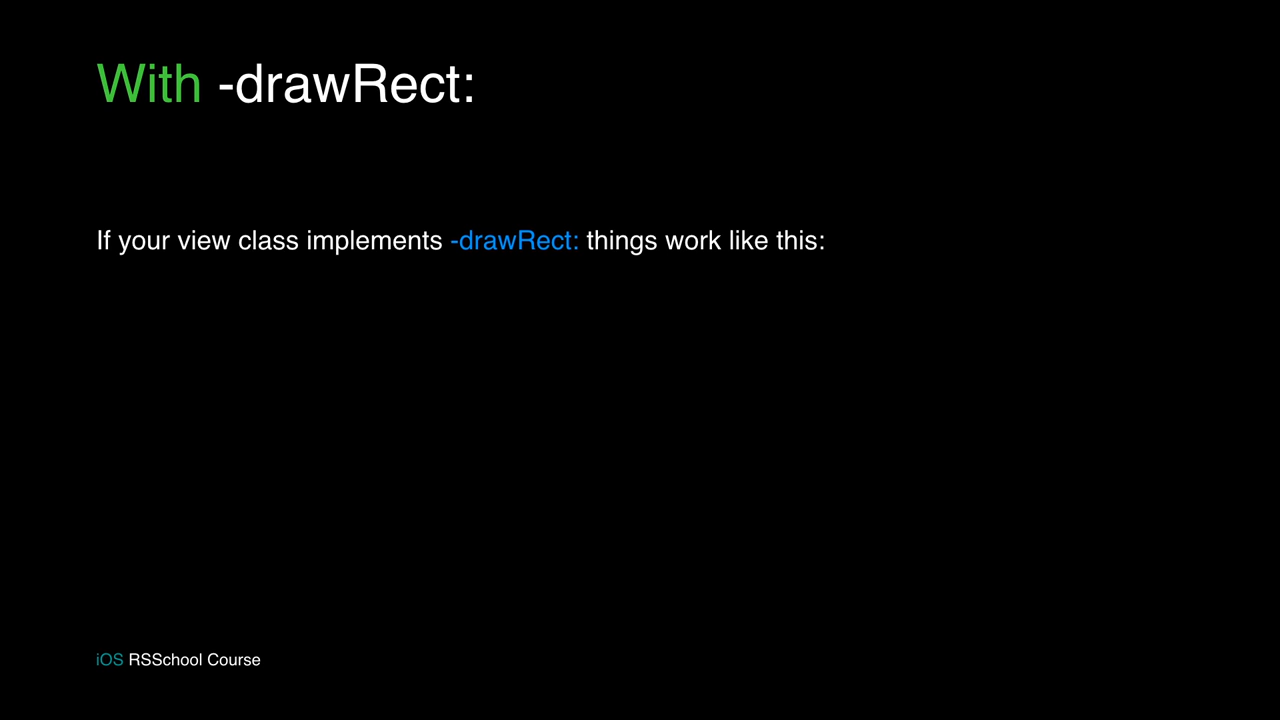 With -drawRect:
If your view class implements -drawRect: things work like this:
iOS RSSchool Course